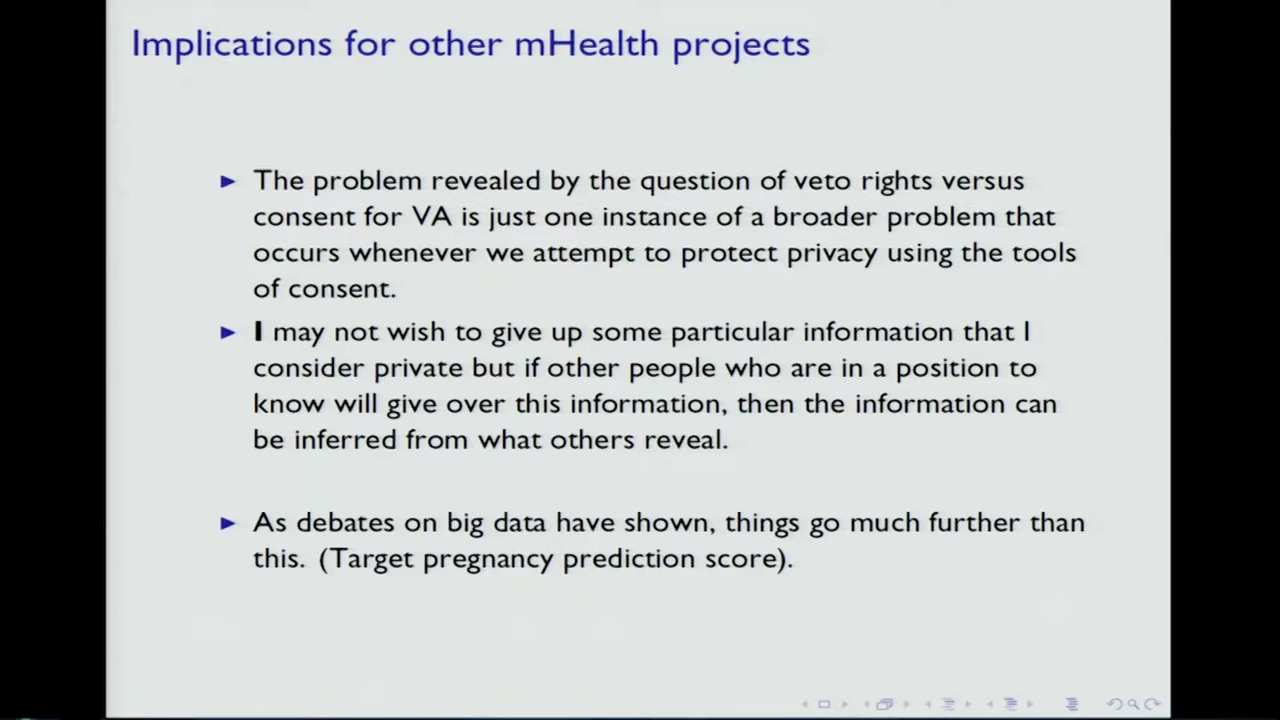 Implications for other mHealth projects
► The problem revealed by the question of veto rights versus
consent for VA is just one instance of a broader problem that
occurs whenever we attempt to protect privacy using the tools
of consent.
► I may not wish to give up some particular information that I
consider private but if other people who are in a position to
know will give over this information, then the information can
be inferred from what others reveal.
► As debates on big data have shown, things go much further than
this. (Target pregnancy prediction score).